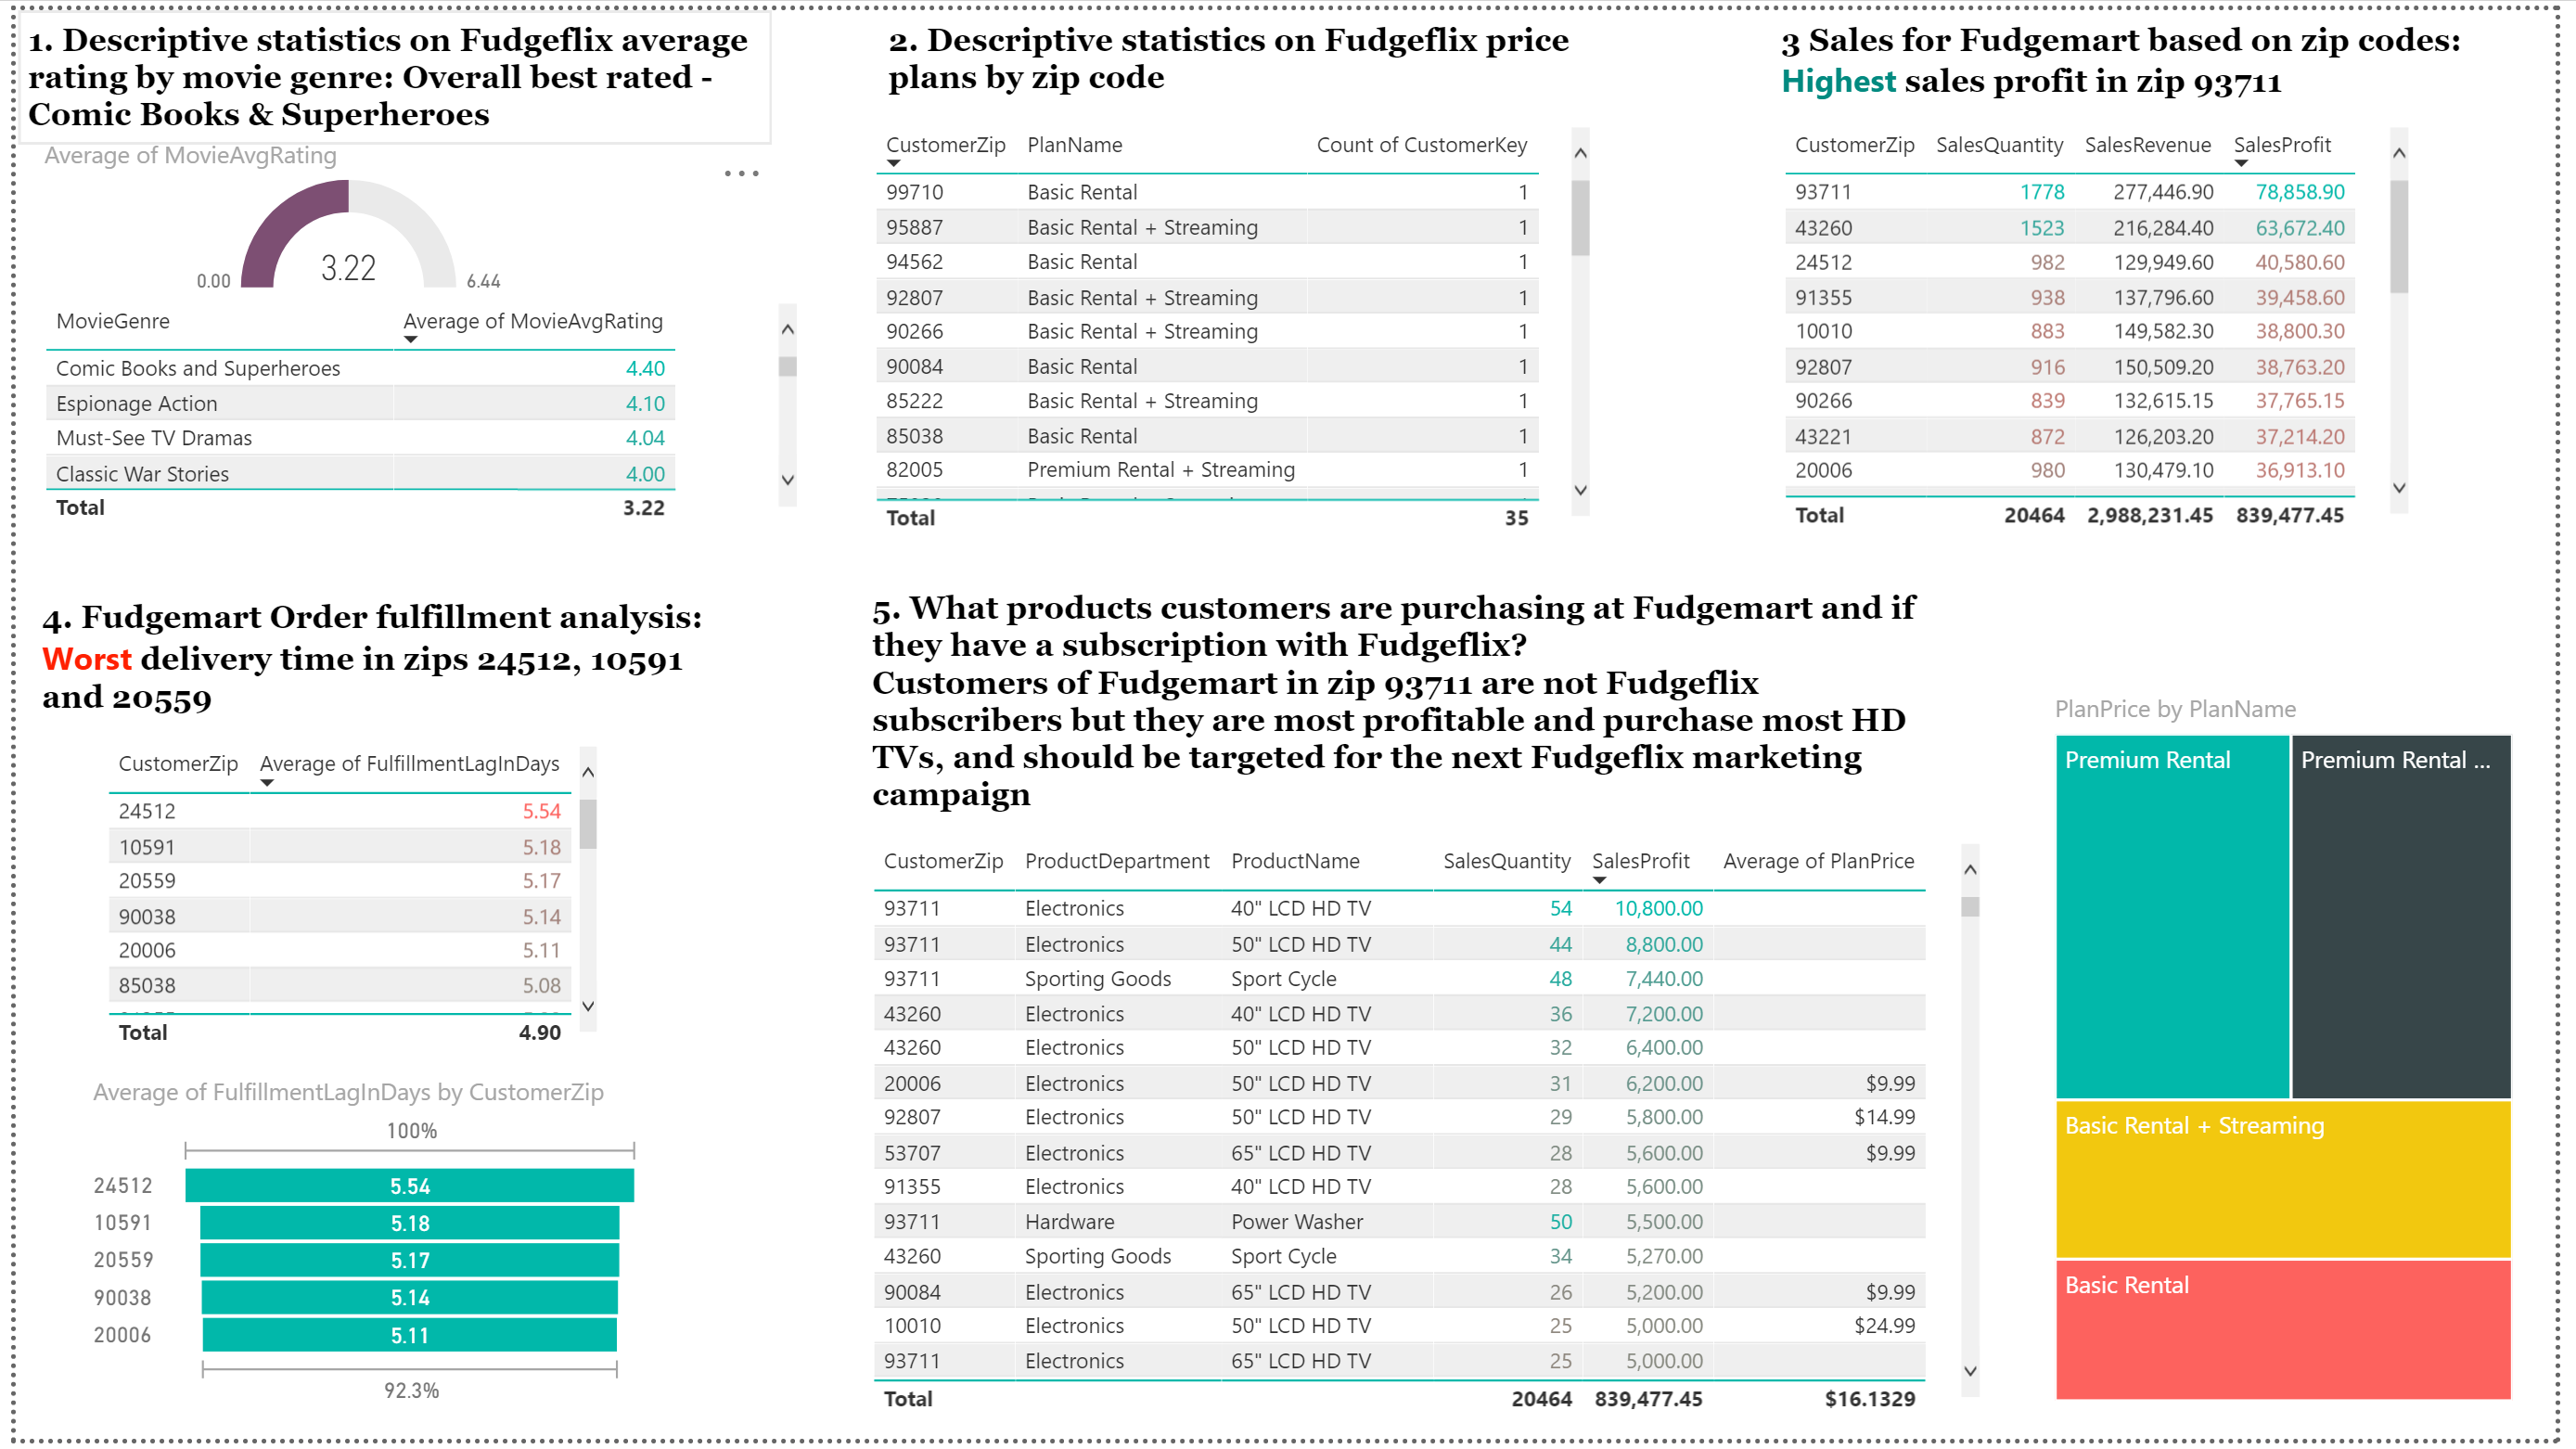 1. Descriptive statistics on Fudgeflix average
rating by movie genre: Overall best rated -
Comic Books & Superheroes
Average of MovieAvgRating
0.00 3.22 6.44
MovieGenre Average of MovieAvgRating
Comic Books and Superheroes 4.40
Espionage Action 4.10
Must-See TV Dramas 4.04
Classic War Stories 4.00
Total 3.22
2. Descriptive statistics on Fudgeflix price
plans by zip code
CustomerZip PlanName Count of CustomerKey
99710 Basic Rental 1
95887 Basic Rental + Streaming 1
94562 Basic Rental 1
92807 Basic Rental + Streaming 1
90266 Basic Rental + Streaming 1
90084 Basic Rental 1
85222 Basic Rental + Streaming 1
85038 Basic Rental 1
82005 Premium Rental + Streaming 1
Total 35
3 Sales for Fudgemart based on zip codes:
Highest sales profit in zip 93711
CustomerZip SalesQuantity SalesRevenue SalesProfit
93711 1778 277,446.90 78,858.90
43260 1523 216,284.40 63,672.40
24512 982 129,949.60 40,580.60
91355 938 137,796.60 39,458.60
10010 883 149,582.30 38,800.30
92807 916 150,509.20 38,763.20
90266 839 132,615.15 37,765.15
43221 872 126,203.20 37,214.20
20006 980 130,479.10 36,913.10
Total 20464 2,988,231.45 839,477.45
4. Fudgemart Order fulfillment analysis:
Worst delivery time in zips 24512, 10591
and 20559
CustomerZip Average of FulfillmentLagInDays
24512 5.54
10591 5.18
20559 5.17
90038 5.14
20006 5.11
85038 5.08
Total 4.90
Average of FulfillmentLagInDays by CustomerZip
100%
24512 5.54
10591 5.18
20559 5.17
90038 5.14
20006 5.11
92.3%
5. What products customers are purchasing at Fudgemart and if
they have a subscription with Fudgeflix?
Customers of Fudgemart in zip 93711 are not Fudgeflix
subscribers but they are most profitable and purchase most HD
TVs, and should be targeted for the next Fudgeflix marketing
campaign
CustomerZip ProductDepartment ProductName SalesQuantity SalesProfit Average of PlanPrice
93711 Electronics 40" LCD HD TV 54 10,800.00
93711 Electronics 50" LCD HD TV 44 8,800.00
93711 Sporting Goods Sport Cycle 48 7,440.00
43260 Electronics 40" LCD HD TV 36 7,200.00
43260 Electronics 50" LCD HD TV 32 6,400.00
20006 Electronics 50" LCD HD TV 31 6,200.00 $9.99
92807 Electronics 50" LCD HD TV 29 5,800.00 $14.99
53707 Electronics 65" LCD HD TV 28 5,600.00 $9.99
91355 Electronics 40" LCD HD TV 28 5,600.00
93711 Hardware Power Washer 50 5,500.00
43260 Sporting Goods Sport Cycle 34 5,270.00
90084 Electronics 65" LCD HD TV 26 5,200.00 $9.99
10010 Electronics 50" LCD HD TV 25 5,000.00 $24.99
93711 Electronics 65" LCD HD TV 25 5,000.00
Total 20464 839,477.45 $16.1329
PlanPrice by PlanName
Premium Rental
Premium Rental ...
Basic Rental + Streaming
Basic Rental